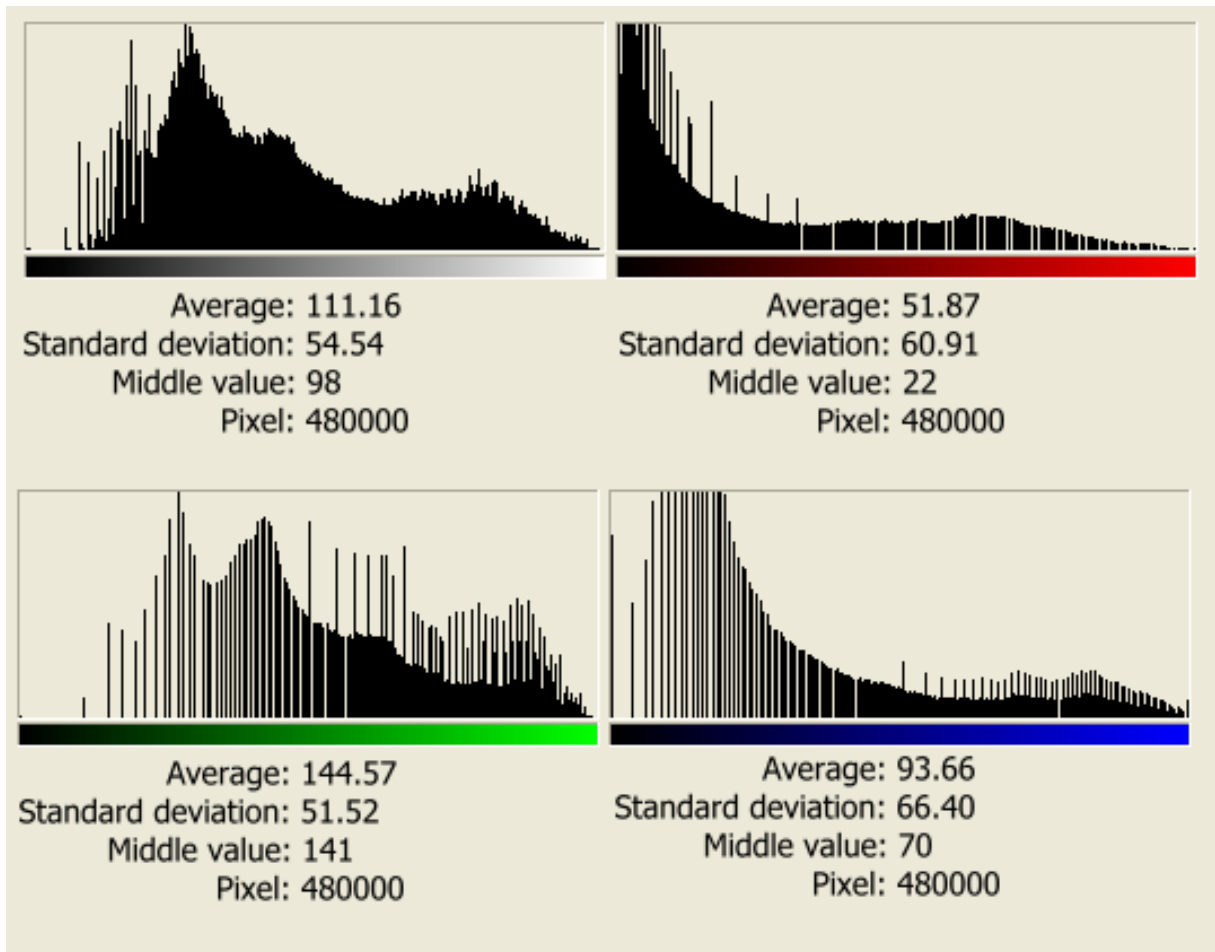 Average: 111.16
Standard deviation: 54.54
Middle value: 98
Pixel: 480000
Average: 51.87
Standard deviation: 60.91
Middle value: 22
Pixel: 480000
Average: 144.57
Standard deviation: 51.52
Middle value: 141
Pixel: 480000
Average: 93.66
Standard deviation: 66.40
Middle value: 70
Pixel: 480000